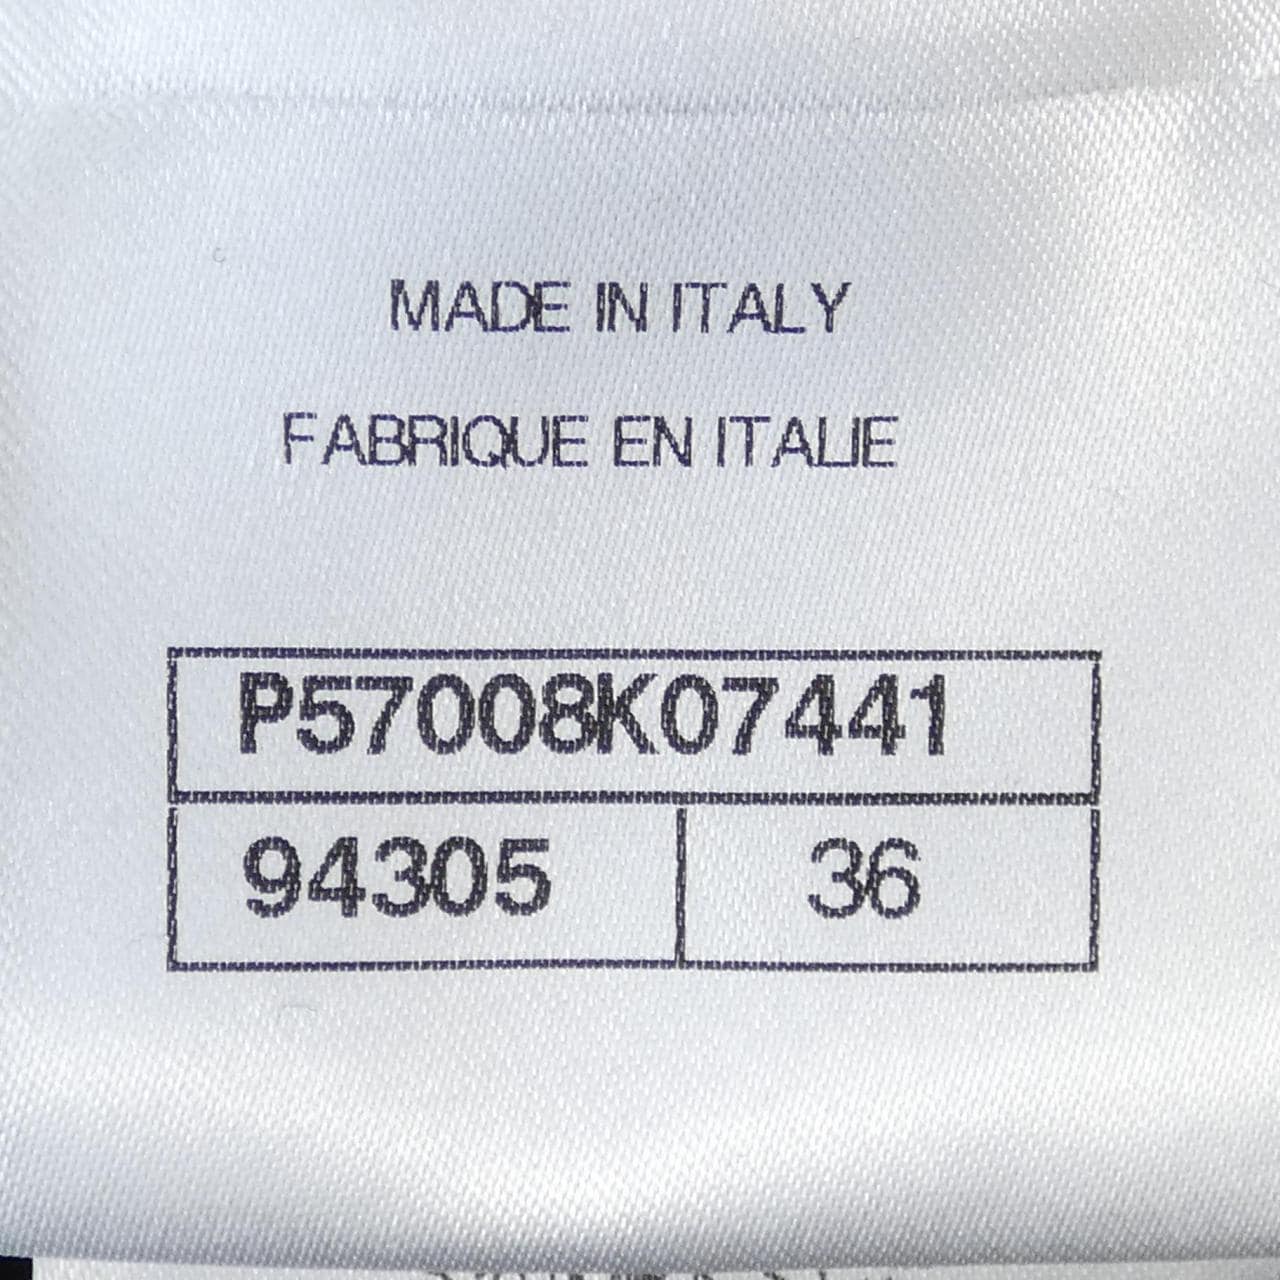 MADE IN ITALY
FABRIQUE EN ITALIE
P57008K07441
94305 36